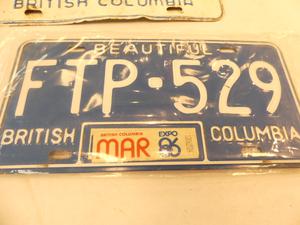 BRITISH COLUMBIA
BEAUTIFUL
FTP·529
BRITISH COLUMBIA
BRITISH COLUMBIA
MAR
EXPO
86